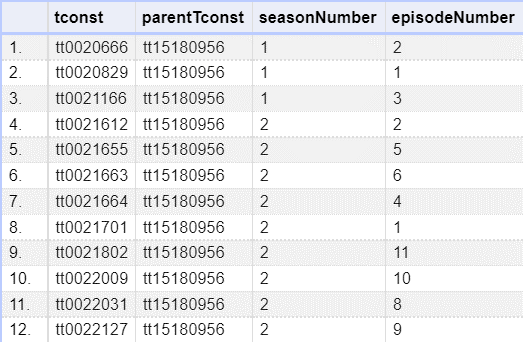 tconst parentTconst seasonNumber episodeNumber
1. tt0020666 tt15180956 1 2
2. tt0020829 tt15180956 1 1
3. tt0021166 tt15180956 1 3
4. tt0021612 tt15180956 2 2
5. tt0021655 tt15180956 2 5
6. tt0021663 tt15180956 2 6
7. tt0021664 tt15180956 2 4
8. tt0021701 tt15180956 2 1
9. tt0021802 tt15180956 2 11
10. tt0022009 tt15180956 2 10
11. tt0022031 tt15180956 2 8
12. tt0022127 tt15180956 2 9